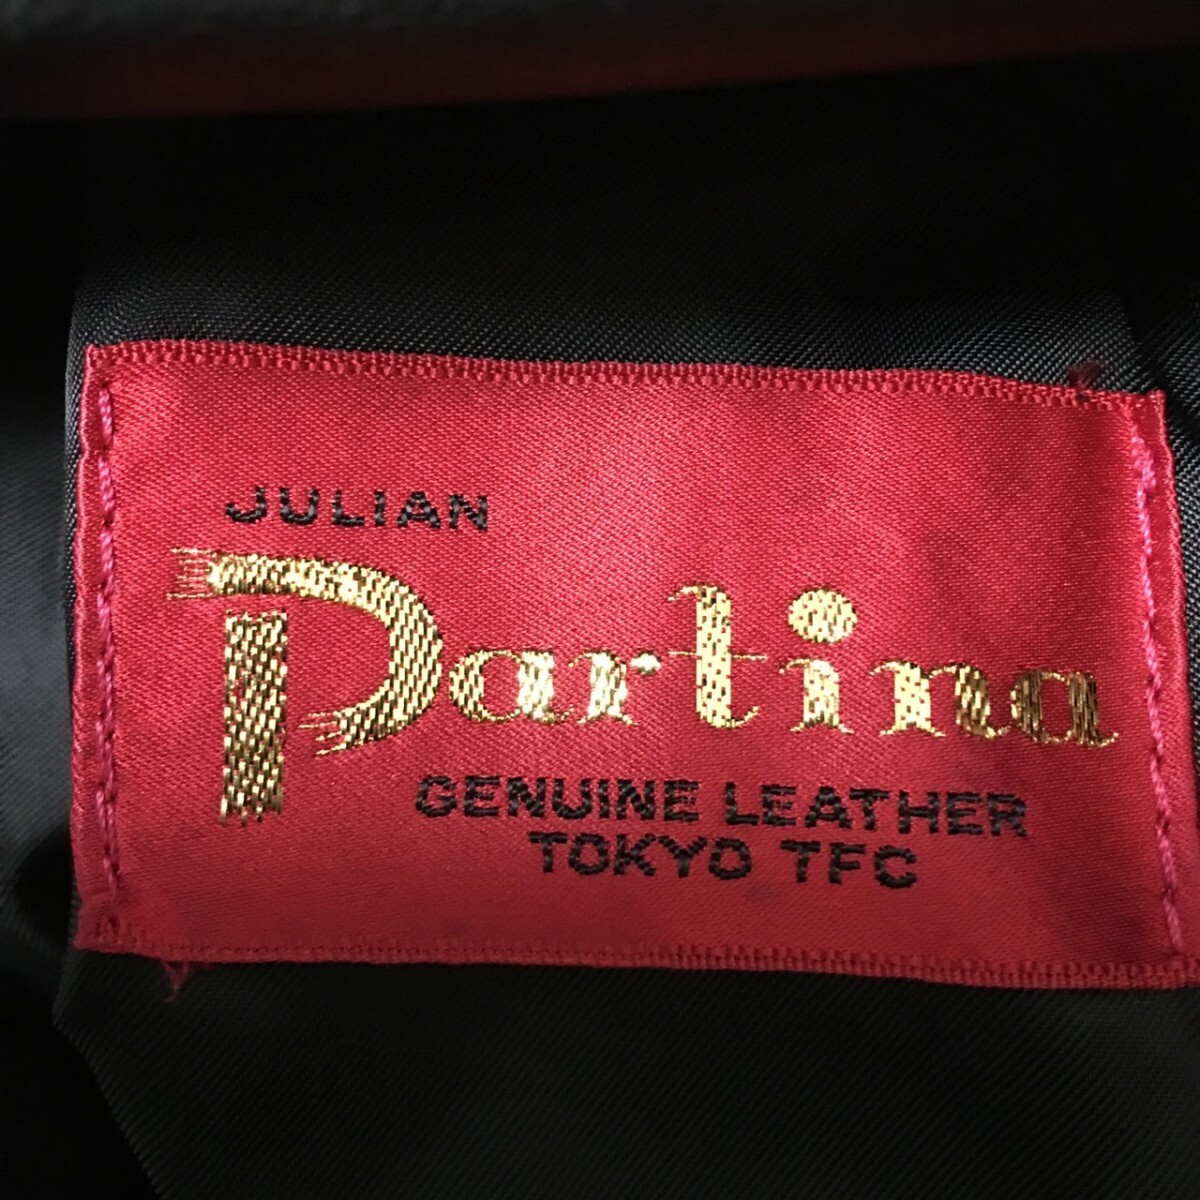 JULIAN
Partina
GENUINE LEATHER
TOKYO TFC